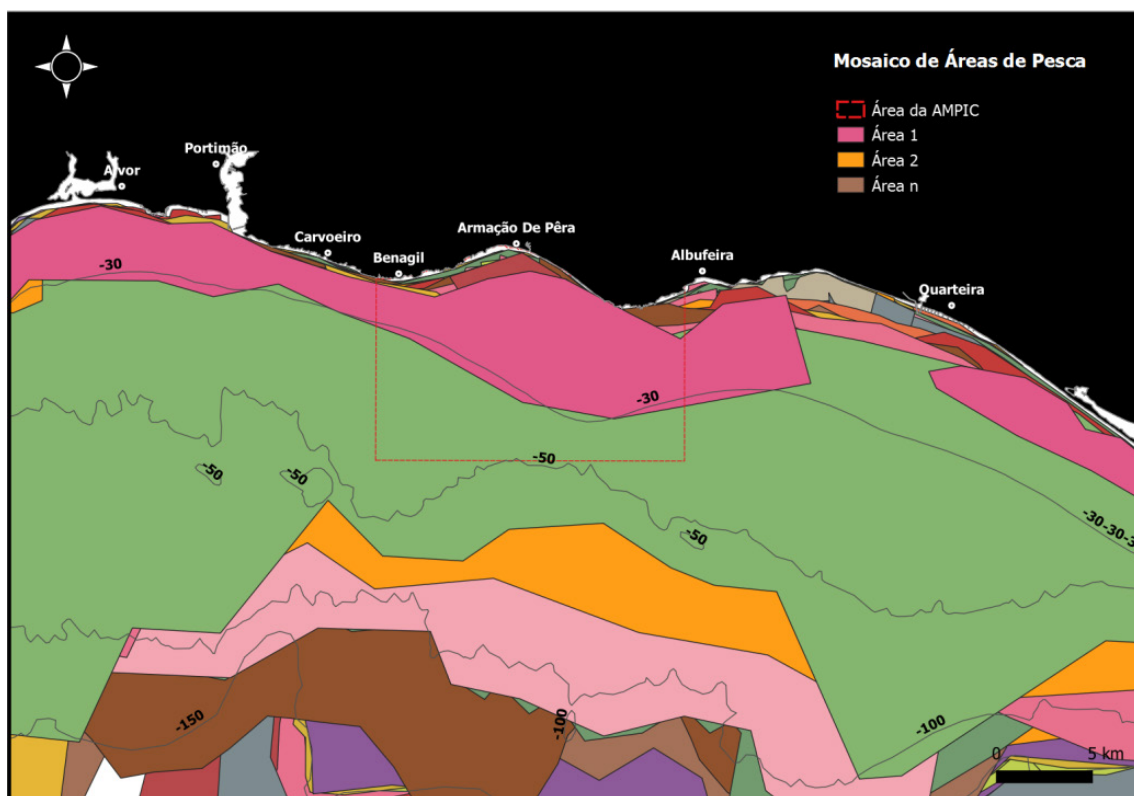 Mosaico de Áreas de Pesca
Área da AMPIC
Área 1
Área 2
Área n
Portimão
Alvor
Carvoeiro
Benagil
Armação De Pêra
Albufeira
Quarteira
-30
-30
-30-30-3
-50
-50
-50
-50
-150
-100
-100
0 5 km